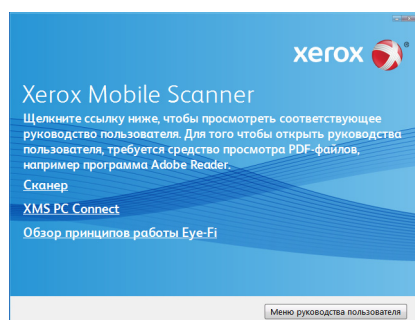 xerox
Xerox Mobile Scanner
Щелкните ссылку ниже, чтобы просмотреть соответствующее
руководство пользователя. Для того чтобы открыть руководства
пользователя, требуется средство просмотра PDF-файлов,
например программа Adobe Reader.
Сканер
XMS PC Connect
Обзор принципов работы Eye-Fi
Меню руководства пользователя